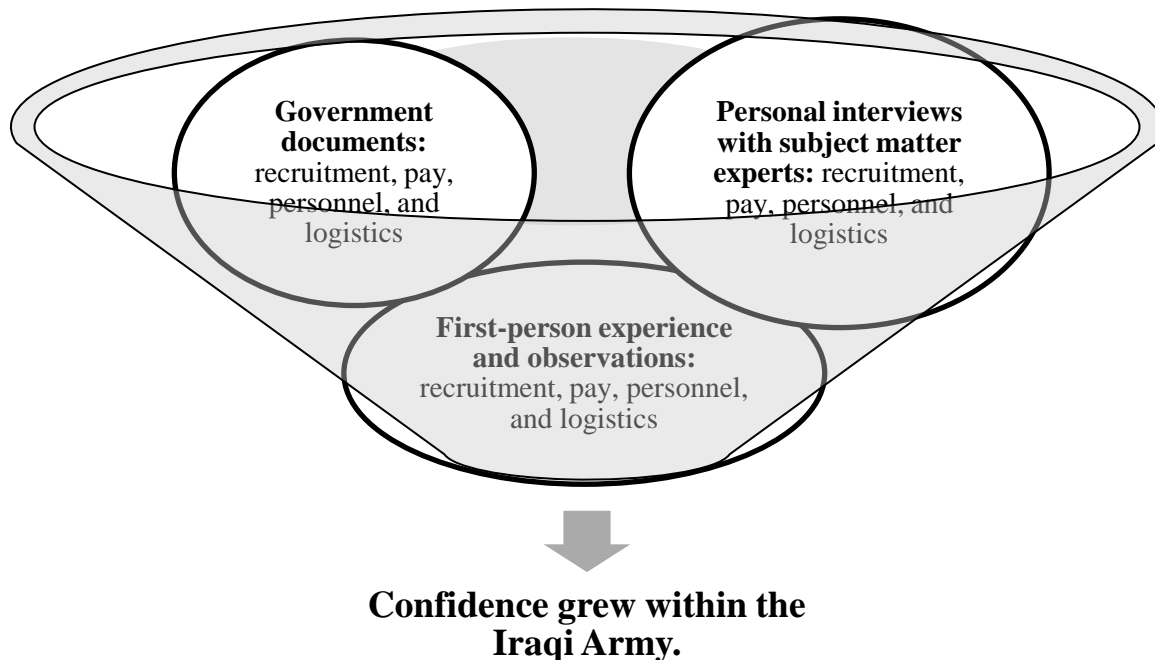 Government
documents:
recruitment, pay,
personnel, and
logistics
Personal interviews
with subject matter
experts: recruitment,
pay, personnel, and
logistics
First-person experience
and observations:
recruitment, pay, personnel,
and logistics
Confidence grew within the
Iraqi Army.